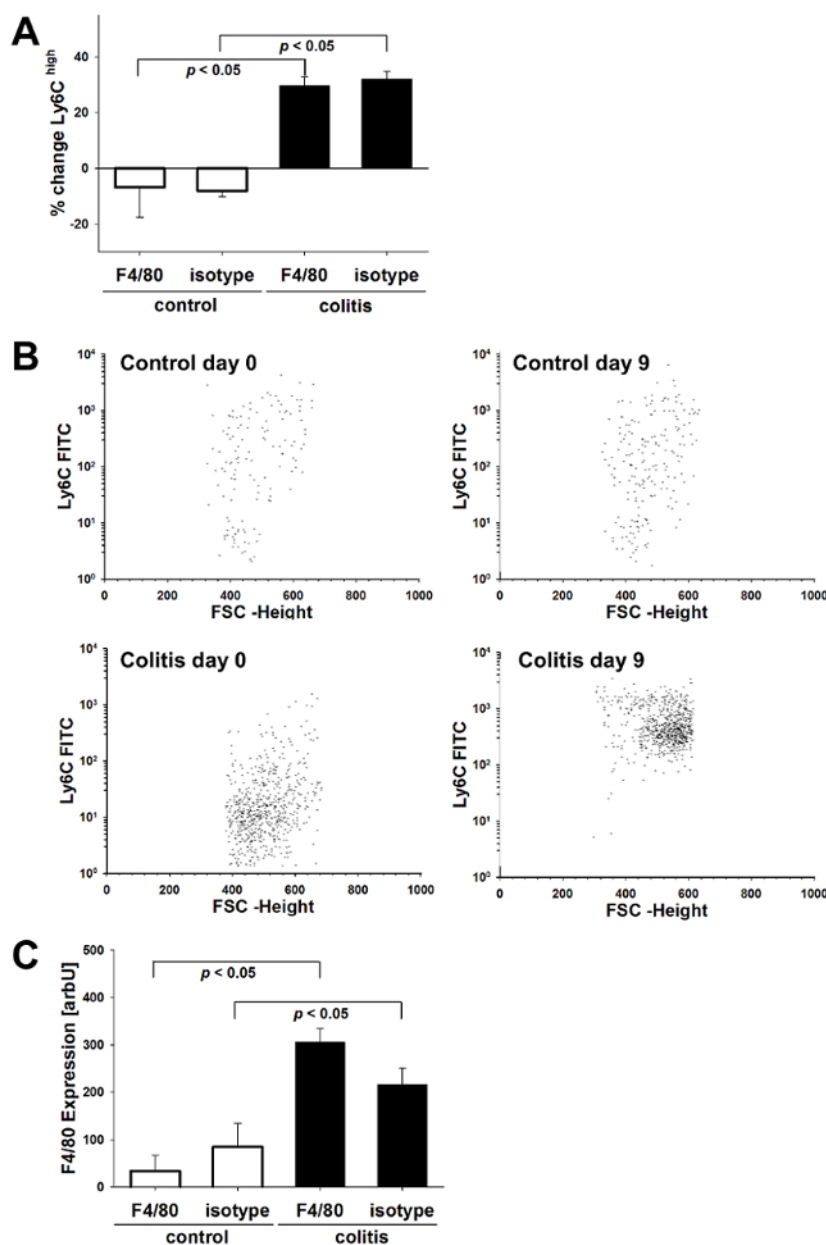 A
% change Ly6C high
40
20
0
-20
p < 0.05
p < 0.05
F4/80 isotype F4/80 isotype
control colitis
B
Control day 0
Ly6C FITC
10⁴
10³
10²
10¹
10⁰
0 200 400 600 800 1000
FSC -Height
Control day 9
Ly6C FITC
10⁴
10³
10²
10¹
10⁰
0 200 400 600 800 1000
FSC -Height
Colitis day 0
Ly6C FITC
10⁴
10³
10²
10¹
10⁰
0 200 400 600 800 1000
FSC -Height
Colitis day 9
Ly6C FITC
10⁴
10³
10²
10¹
10⁰
0 200 400 600 800 1000
FSC -Height
C
F4/80 Expression [arbU]
500
400
300
200
100
0
p < 0.05
p < 0.05
F4/80 isotype F4/80 isotype
control colitis